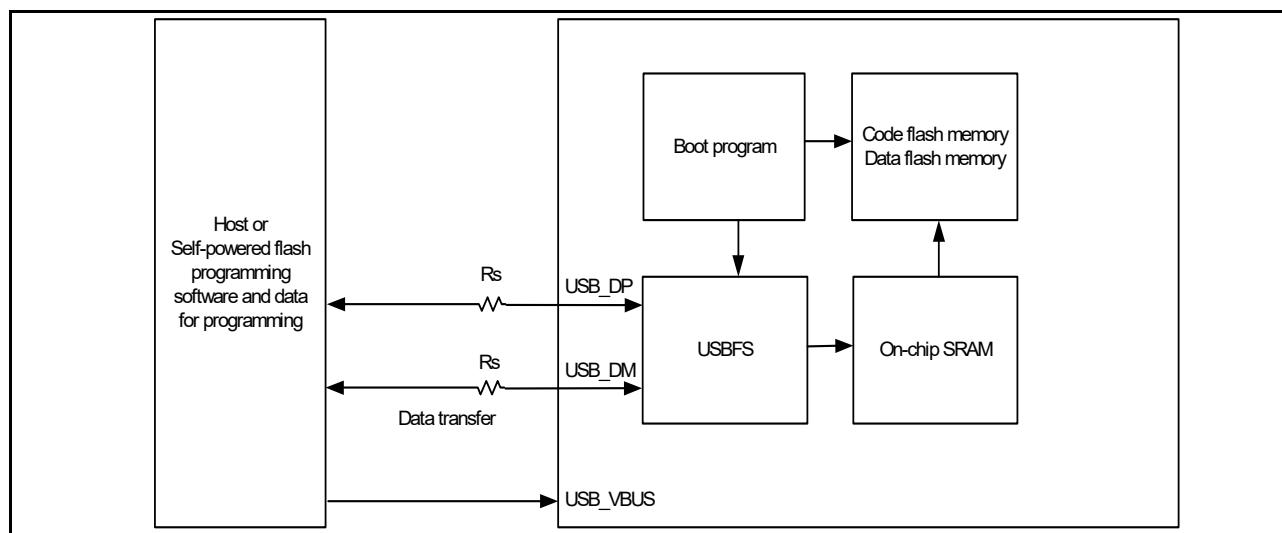 Host or
Self-powered flash
programming
software and data
for programming
Rs
USB_DP
Rs
USB_DM
Data transfer
USB_VBUS
Boot program
Code flash memory
Data flash memory
USBFS
On-chip SRAM